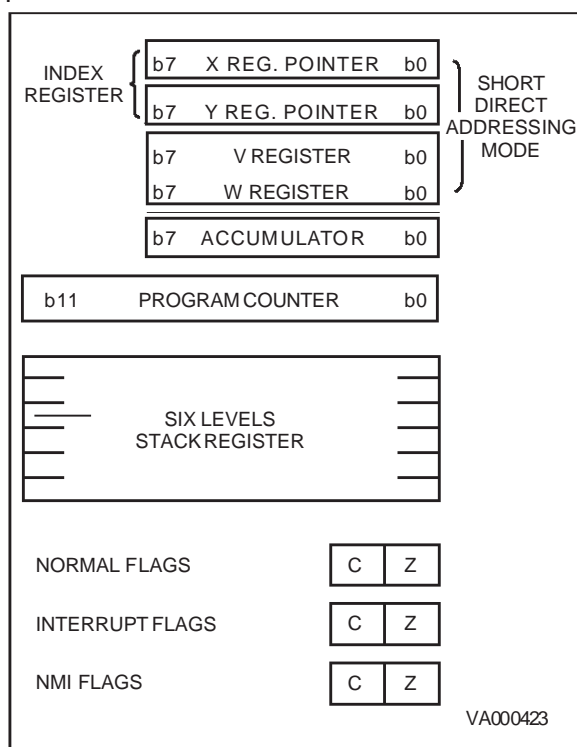 INDEX
REGISTER
b7 X REG. POINTER b0
b7 Y REG. POINTER b0
b7 V REGISTER b0
b7 W REGISTER b0
SHORT
DIRECT
ADDRESSING
MODE
b7 ACCUMULATOR b0
b11 PROGRAM COUNTER b0
SIX LEVELS
STACK REGISTER
NORMAL FLAGS C Z
INTERRUPT FLAGS C Z
NMI FLAGS C Z
VA000423